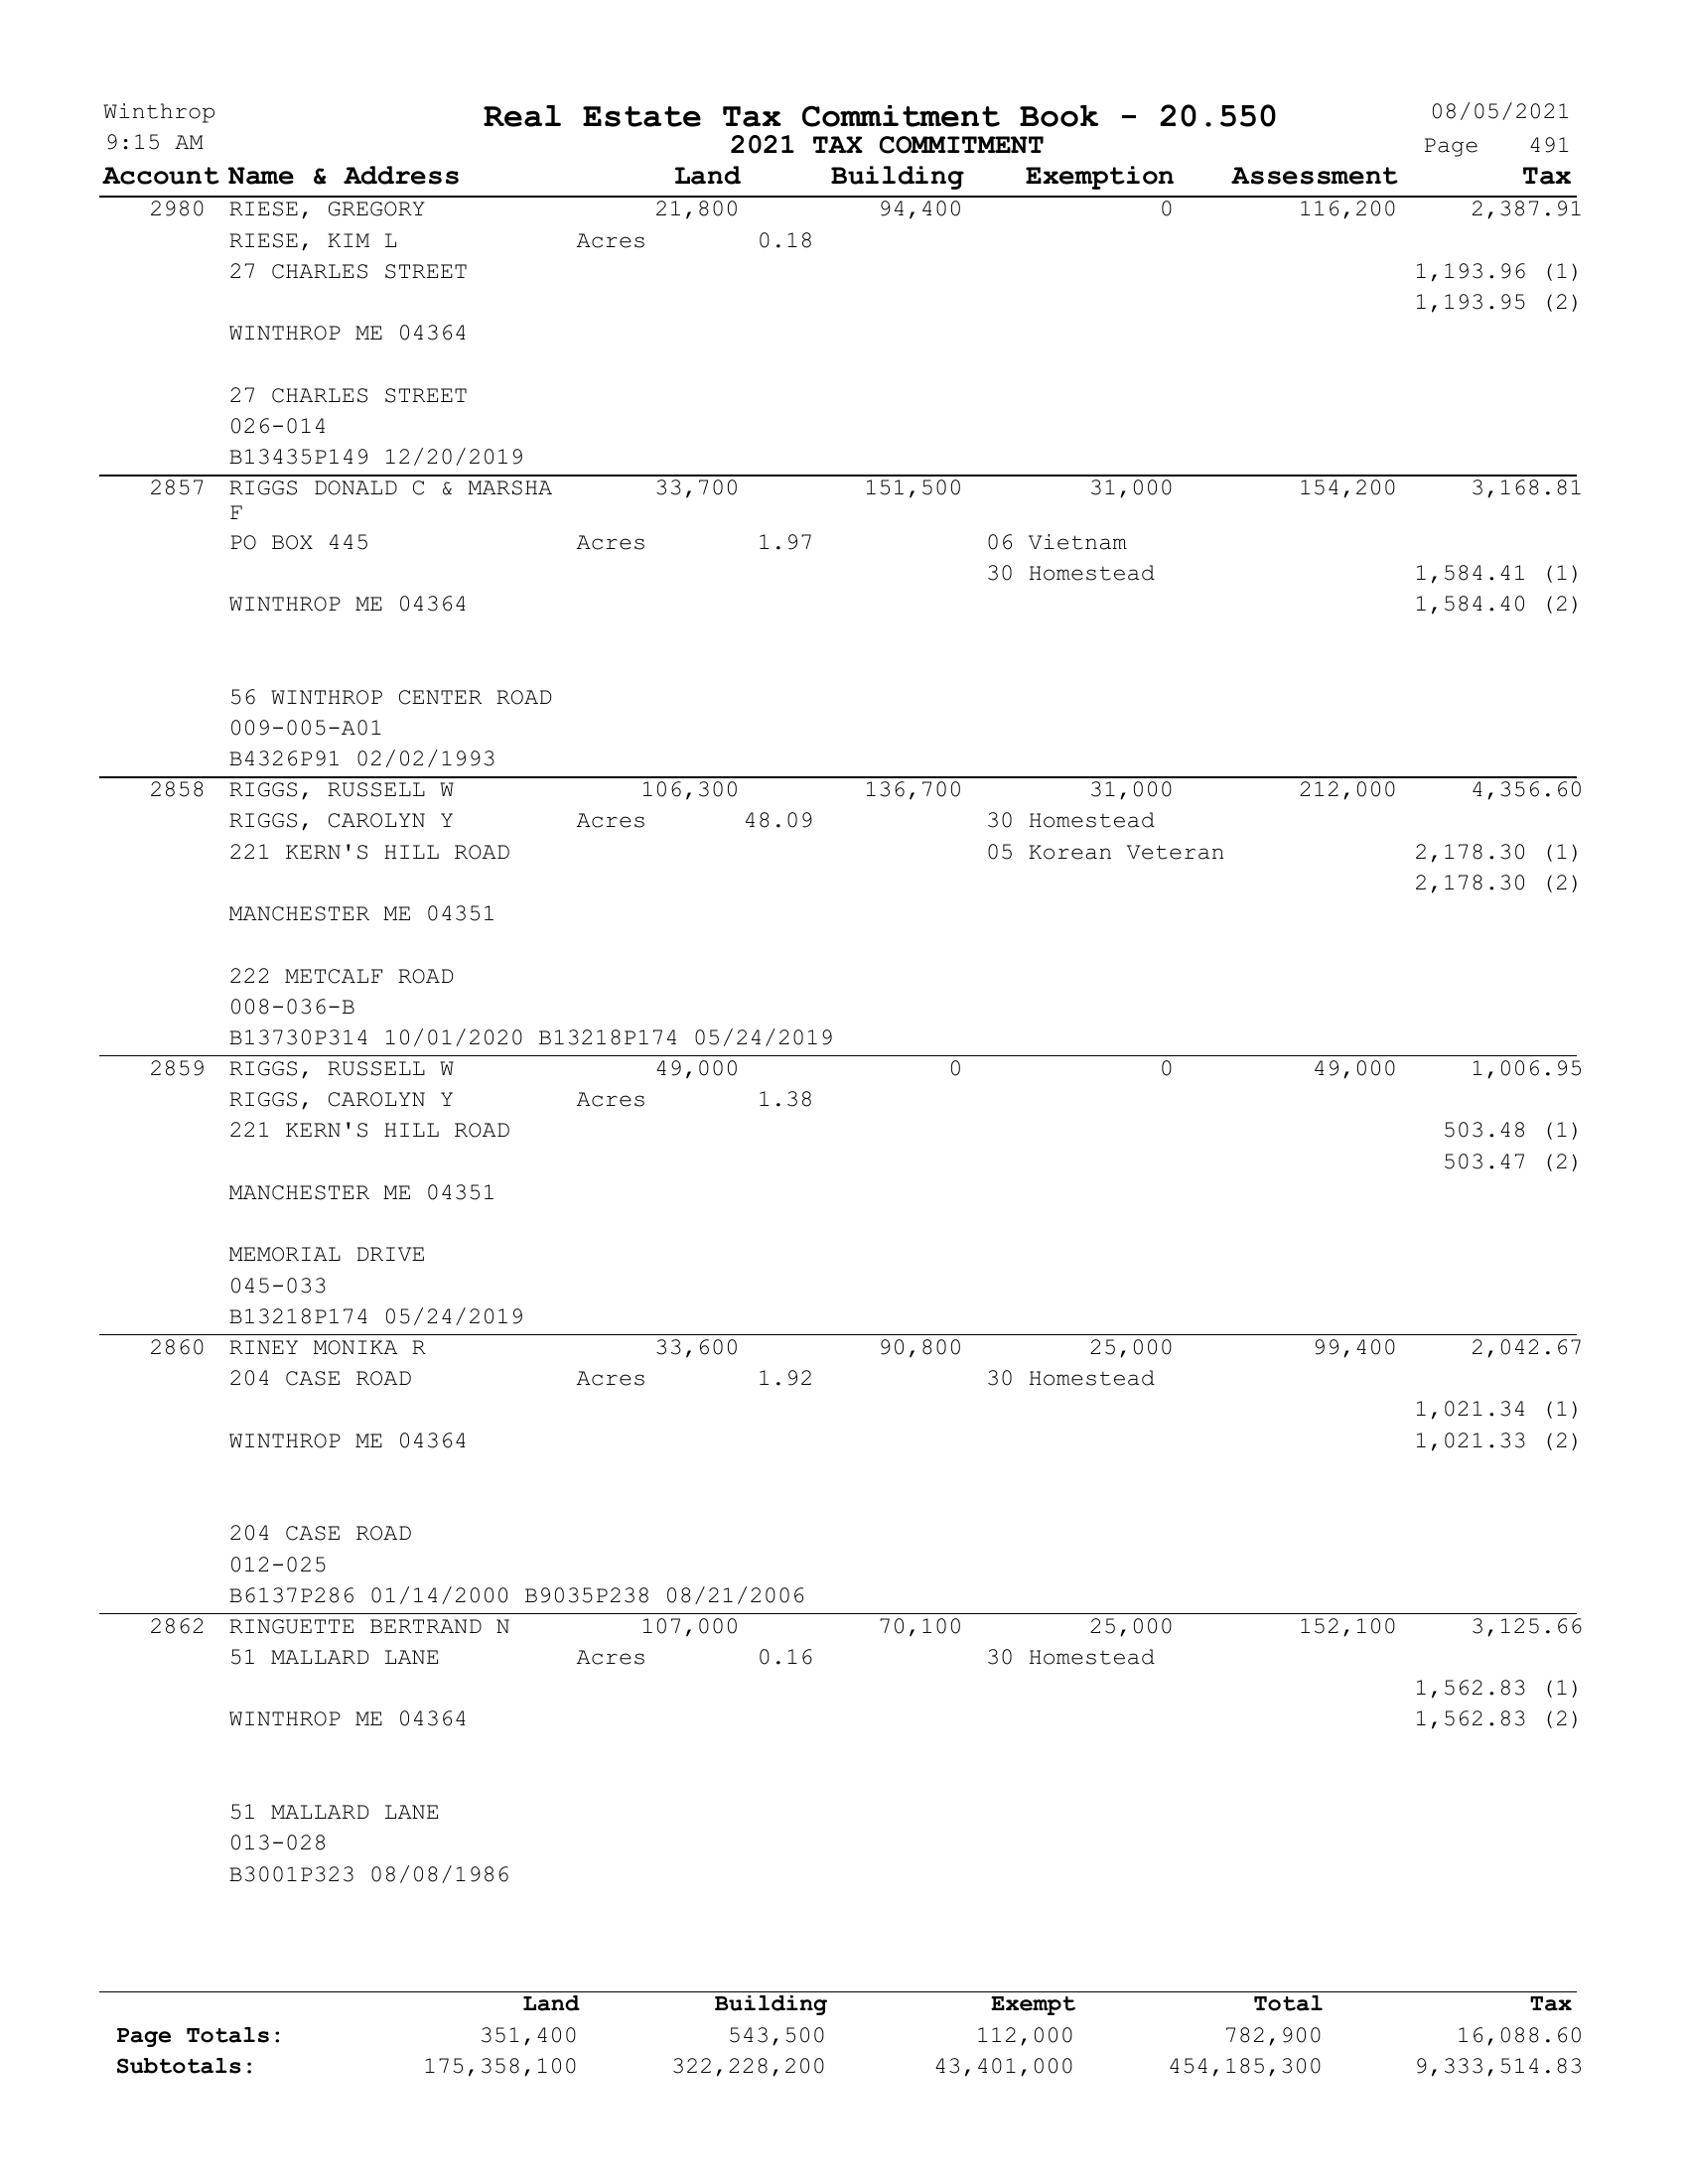 Winthrop Real Estate Tax Commitment Book - 20.550 08/05/2021
9:15 AM 2021 TAX COMMITMENT Page 491
Account Name & Address Land Building Exemption Assessment Tax
2980 RIESE, GREGORY 21,800 94,400 0 116,200 2,387.91
RIESE, KIM L Acres 0.18
27 CHARLES STREET 1,193.96 (1)
1,193.95 (2)
WINTHROP ME 04364
27 CHARLES STREET
026-014
B13435P149 12/20/2019
2857 RIGGS DONALD C & MARSHA 33,700 151,500 31,000 154,200 3,168.81
F
PO BOX 445 Acres 1.97 06 Vietnam
30 Homestead 1,584.41 (1)
WINTHROP ME 04364 1,584.40 (2)
56 WINTHROP CENTER ROAD
009-005-A01
B4326P91 02/02/1993
2858 RIGGS, RUSSELL W 106,300 136,700 31,000 212,000 4,356.60
RIGGS, CAROLYN Y Acres 48.09 30 Homestead
221 KERN'S HILL ROAD 05 Korean Veteran 2,178.30 (1)
2,178.30 (2)
MANCHESTER ME 04351
222 METCALF ROAD
008-036-B
B13730P314 10/01/2020 B13218P174 05/24/2019
2859 RIGGS, RUSSELL W 49,000 0 0 49,000 1,006.95
RIGGS, CAROLYN Y Acres 1.38
221 KERN'S HILL ROAD 503.48 (1)
503.47 (2)
MANCHESTER ME 04351
MEMORIAL DRIVE
045-033
B13218P174 05/24/2019
2860 RINEY MONIKA R 33,600 90,800 25,000 99,400 2,042.67
204 CASE ROAD Acres 1.92 30 Homestead
1,021.34 (1)
WINTHROP ME 04364 1,021.33 (2)
204 CASE ROAD
012-025
B6137P286 01/14/2000 B9035P238 08/21/2006
2862 RINGUETTE BERTRAND N 107,000 70,100 25,000 152,100 3,125.66
51 MALLARD LANE Acres 0.16 30 Homestead
1,562.83 (1)
WINTHROP ME 04364 1,562.83 (2)
51 MALLARD LANE
013-028
B3001P323 08/08/1986
Land Building Exempt Total Tax
Page Totals: 351,400 543,500 112,000 782,900 16,088.60
Subtotals: 175,358,100 322,228,200 43,401,000 454,185,300 9,333,514.83